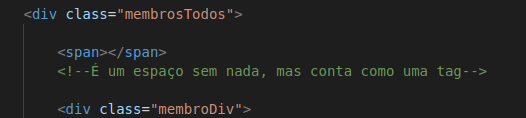 <div class="membrosTodos">
<span></span>
<!--É um espaço sem nada, mas conta como uma tag-->
<div class="membroDiv">